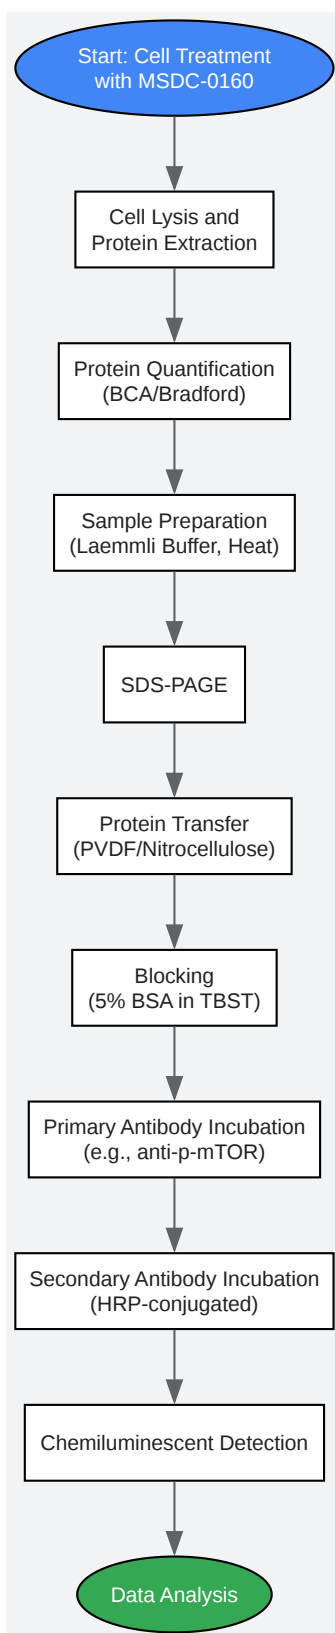 Start: Cell Treatment
with MSDC-0160
Cell Lysis and
Protein Extraction
Protein Quantification
(BCA/Bradford)
Sample Preparation
(Laemmli Buffer, Heat)
SDS-PAGE
Protein Transfer
(PVDF/Nitrocellulose)
Blocking
(5% BSA in TBST)
Primary Antibody Incubation
(e.g., anti-p-mTOR)
Secondary Antibody Incubation
(HRP-conjugated)
Chemiluminescent Detection
Data Analysis